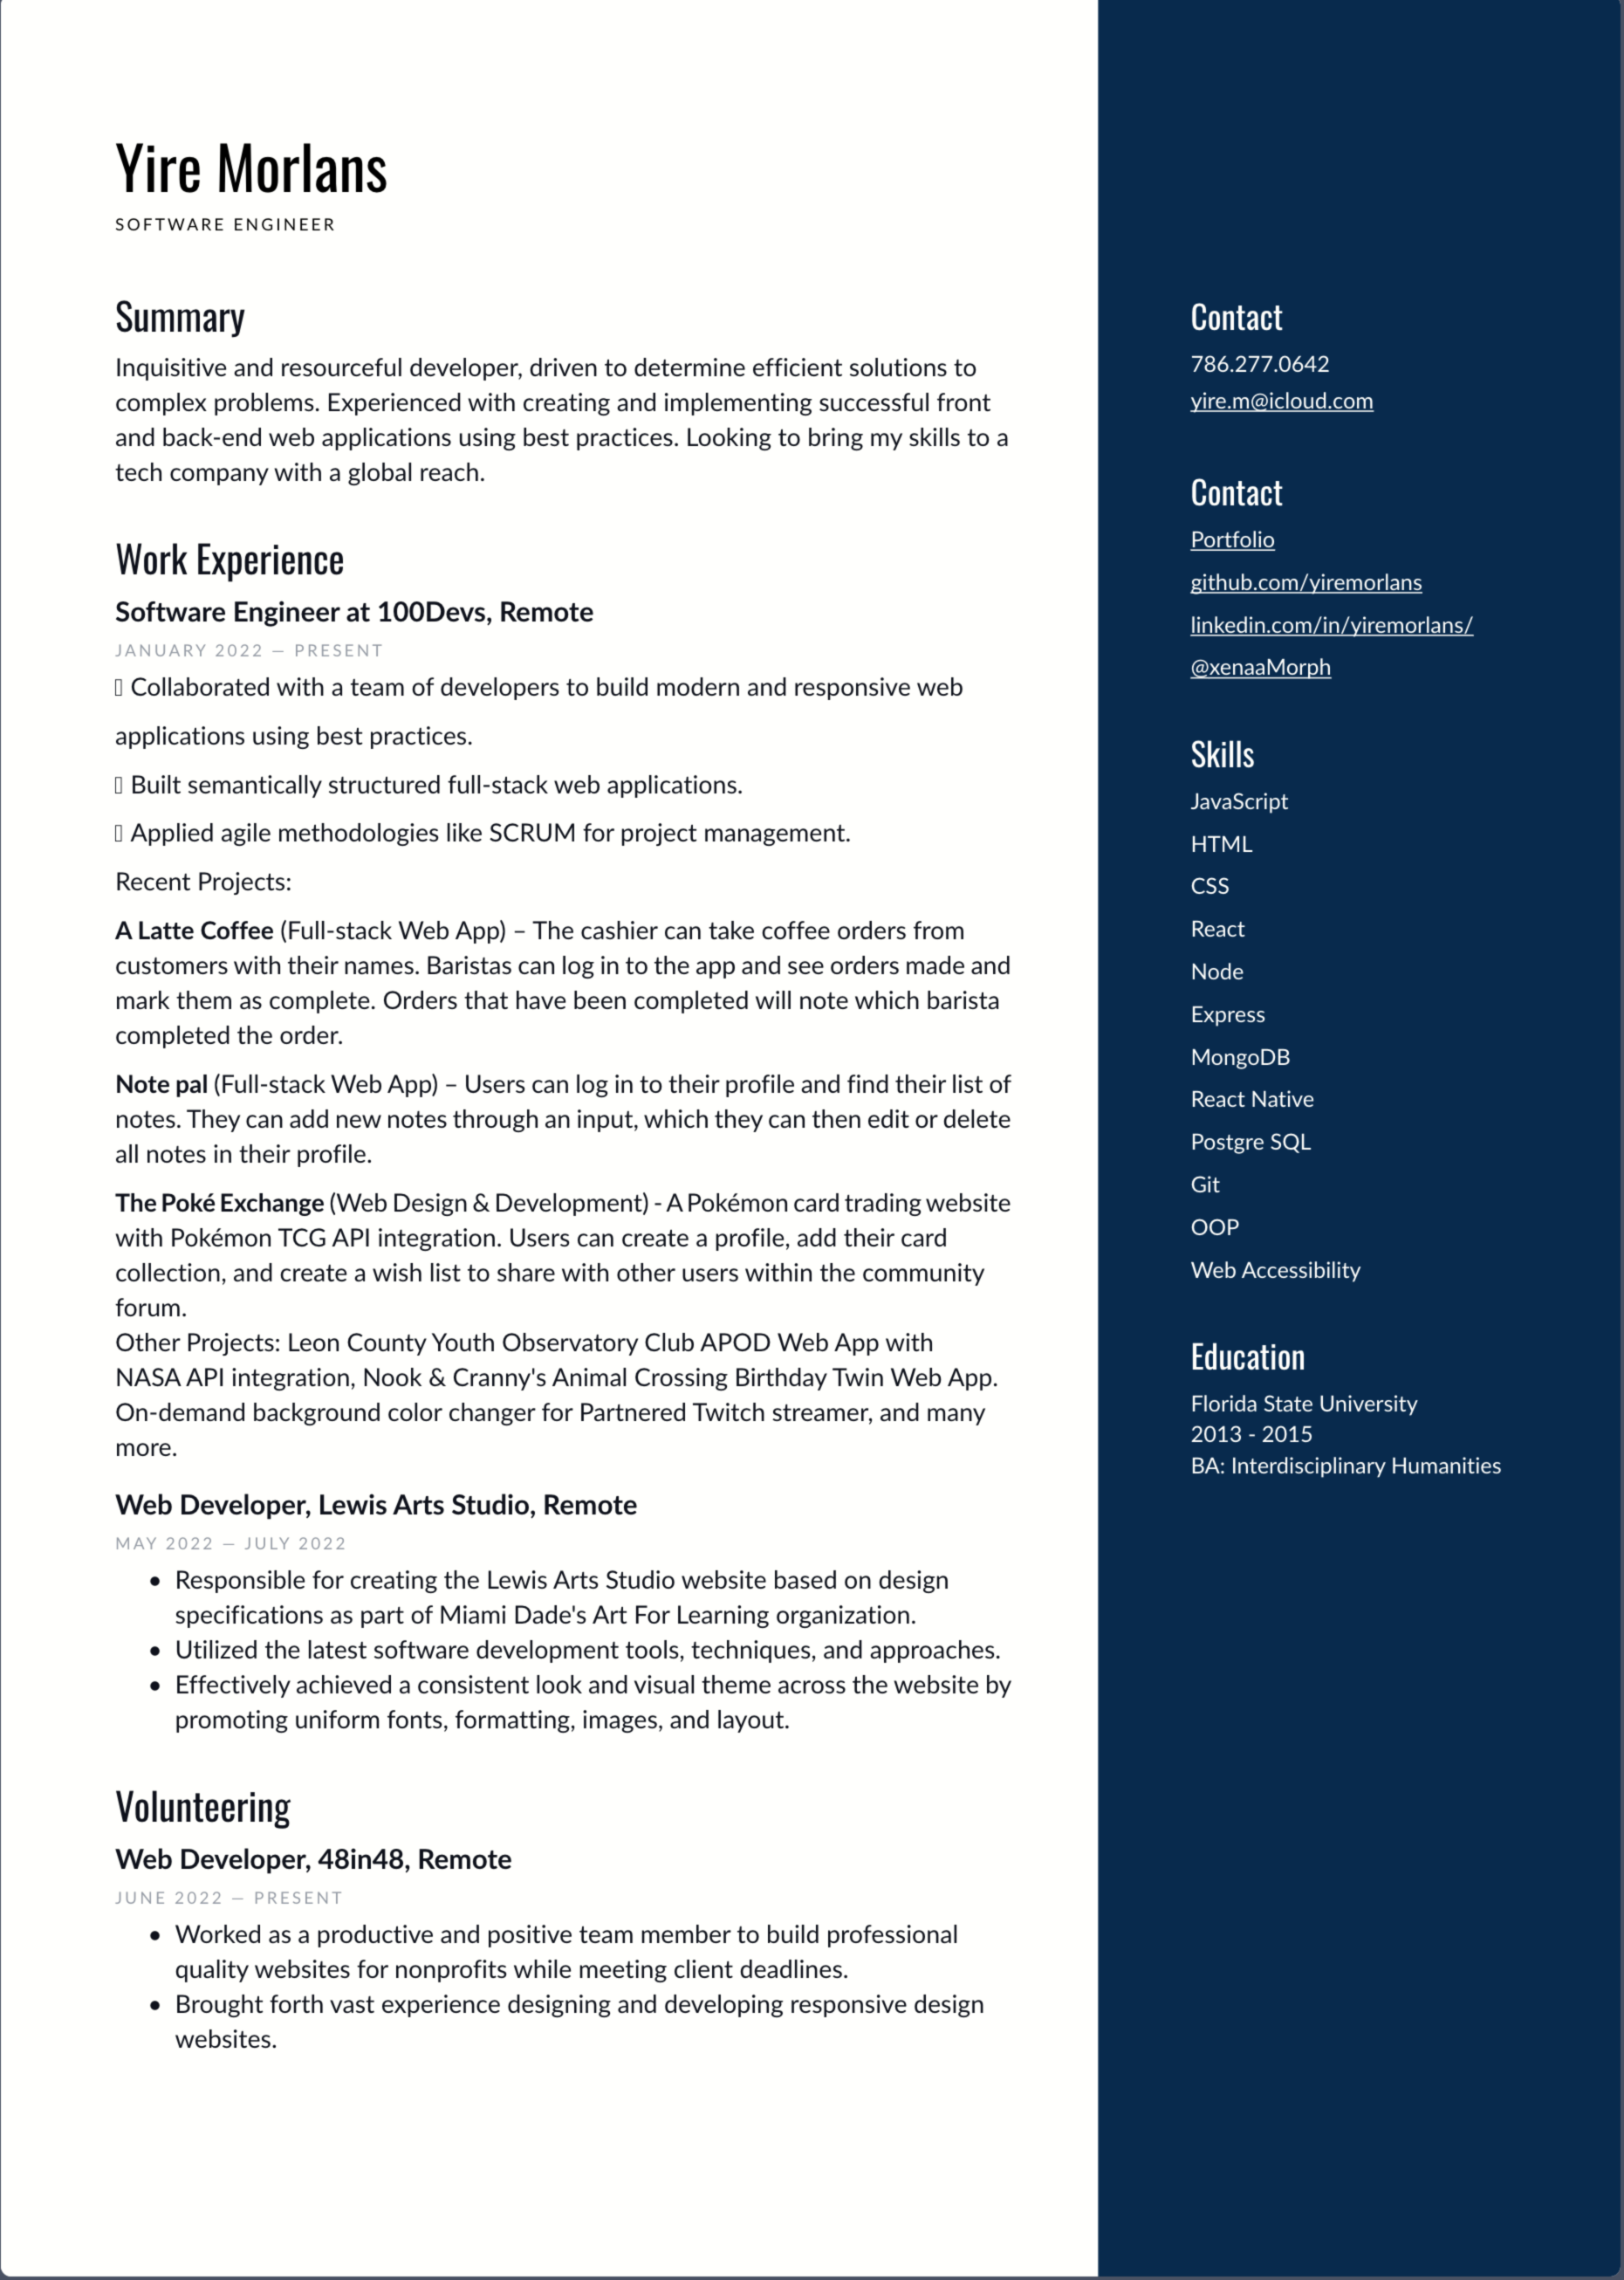 Yire Morlans
SOFTWARE ENGINEER
Summary
Inquisitive and resourceful developer, driven to determine efficient solutions to
complex problems. Experienced with creating and implementing successful front
and back-end web applications using best practices. Looking to bring my skills to a
tech company with a global reach.
Work Experience
Software Engineer at 100Devs, Remote
JANUARY 2022 — PRESENT
▯ Collaborated with a team of developers to build modern and responsive web
applications using best practices.
▯ Built semantically structured full-stack web applications.
▯ Applied agile methodologies like SCRUM for project management.
Recent Projects:
A Latte Coffee (Full-stack Web App) – The cashier can take coffee orders from
customers with their names. Baristas can log in to the app and see orders made and
mark them as complete. Orders that have been completed will note which barista
completed the order.
Note pal (Full-stack Web App) – Users can log in to their profile and find their list of
notes. They can add new notes through an input, which they can then edit or delete
all notes in their profile.
The Poké Exchange (Web Design & Development) - A Pokémon card trading website
with Pokémon TCG API integration. Users can create a profile, add their card
collection, and create a wish list to share with other users within the community
forum.
Other Projects: Leon County Youth Observatory Club APOD Web App with
NASA API integration, Nook & Cranny's Animal Crossing Birthday Twin Web App.
On-demand background color changer for Partnered Twitch streamer, and many
more.
Web Developer, Lewis Arts Studio, Remote
MAY 2022 — JULY 2022
• Responsible for creating the Lewis Arts Studio website based on design
specifications as part of Miami Dade's Art For Learning organization.
• Utilized the latest software development tools, techniques, and approaches.
• Effectively achieved a consistent look and visual theme across the website by
promoting uniform fonts, formatting, images, and layout.
Volunteering
Web Developer, 48in48, Remote
JUNE 2022 — PRESENT
• Worked as a productive and positive team member to build professional
quality websites for nonprofits while meeting client deadlines.
• Brought forth vast experience designing and developing responsive design
websites.
Contact
786.277.0642
yire.m@icloud.com
Contact
Portfolio
github.com/yiremorlans
linkedin.com/in/yiremorlans/
@xenaaMorph
Skills
JavaScript
HTML
CSS
React
Node
Express
MongoDB
React Native
Postgre SQL
Git
OOP
Web Accessibility
Education
Florida State University
2013 - 2015
BA: Interdisciplinary Humanities